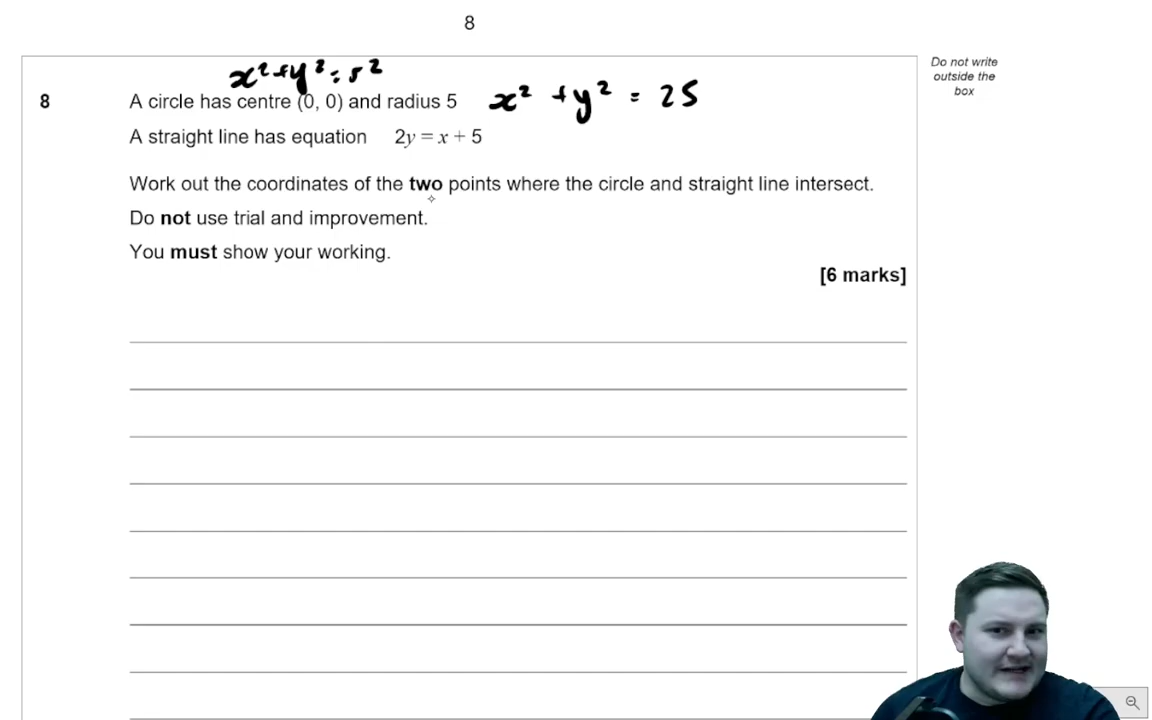 8
x² + y² = r²
Do not write
outside the
box
8 A circle has centre (0, 0) and radius 5 x² + y² = 25
A straight line has equation 2y = x + 5
Work out the coordinates of the two points where the circle and straight line intersect.
Do not use trial and improvement.
You must show your working.
[6 marks]